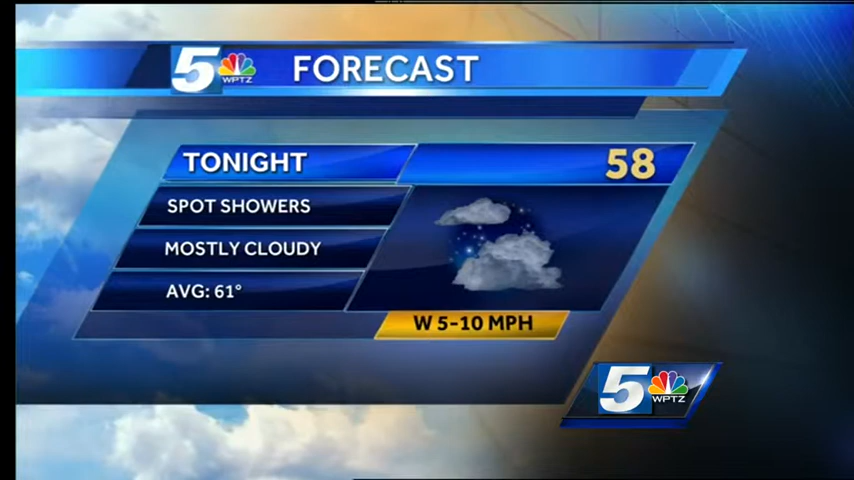 5 WPTZ FORECAST
TONIGHT 58
SPOT SHOWERS
MOSTLY CLOUDY
AVG: 61°
W 5-10 MPH
5 WPTZ